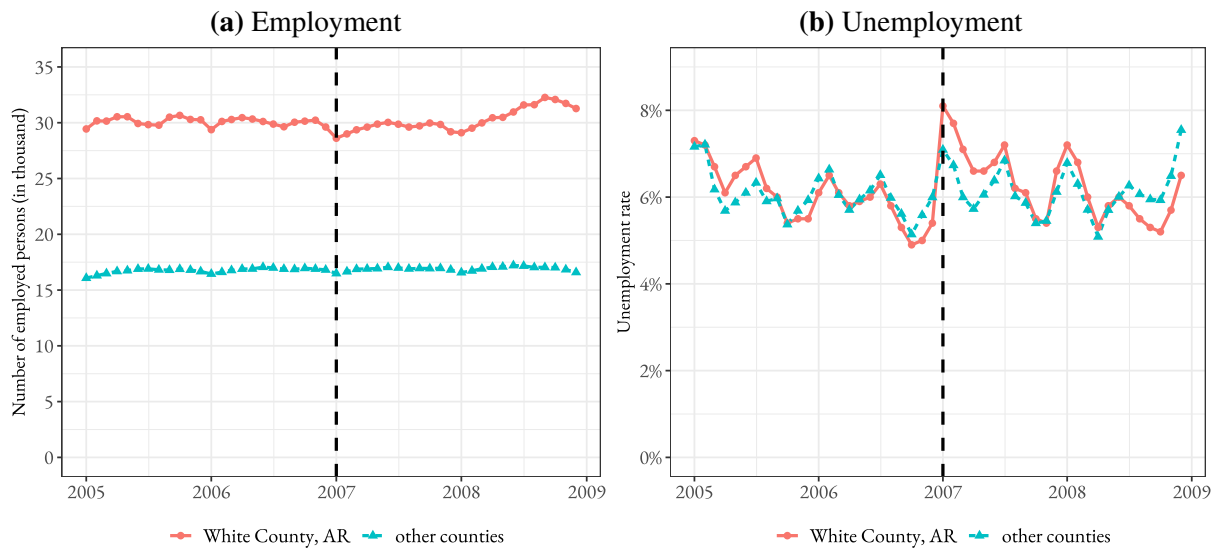 (a) Employment
Number of employed persons (in thousand)
35
30
25
20
15
10
5
0
2005 2006 2007 2008 2009
White County, AR other counties
(b) Unemployment
Unemployment rate
8%
6%
4%
2%
0%
2005 2006 2007 2008 2009
White County, AR other counties